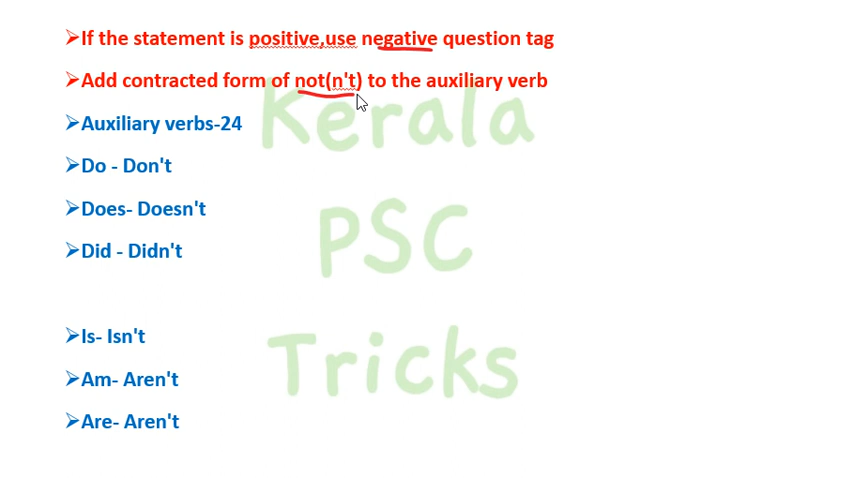 ➢If the statement is positive,use negative question tag
➢Add contracted form of not(n't) to the auxiliary verb
➢Auxiliary verbs-24
➢Do - Don't
➢Does- Doesn't
➢Did - Didn't
➢Is- Isn't
➢Am- Aren't
➢Are- Aren't
Kerala
PSC
Tricks